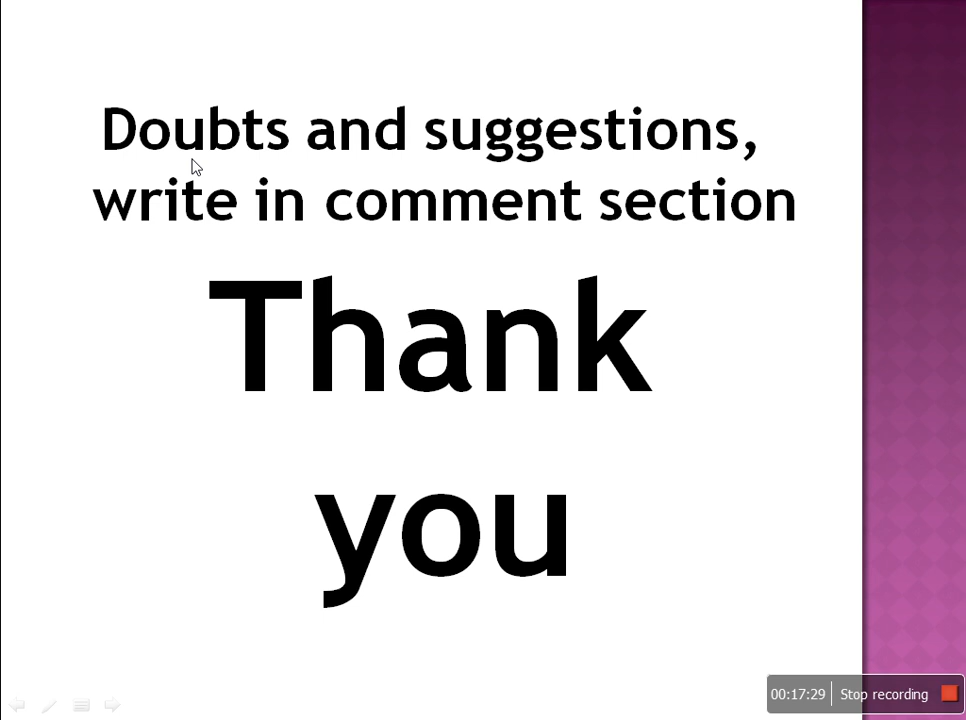 Doubts and suggestions,
write in comment section
Thank
you
00:17:29 Stop recording